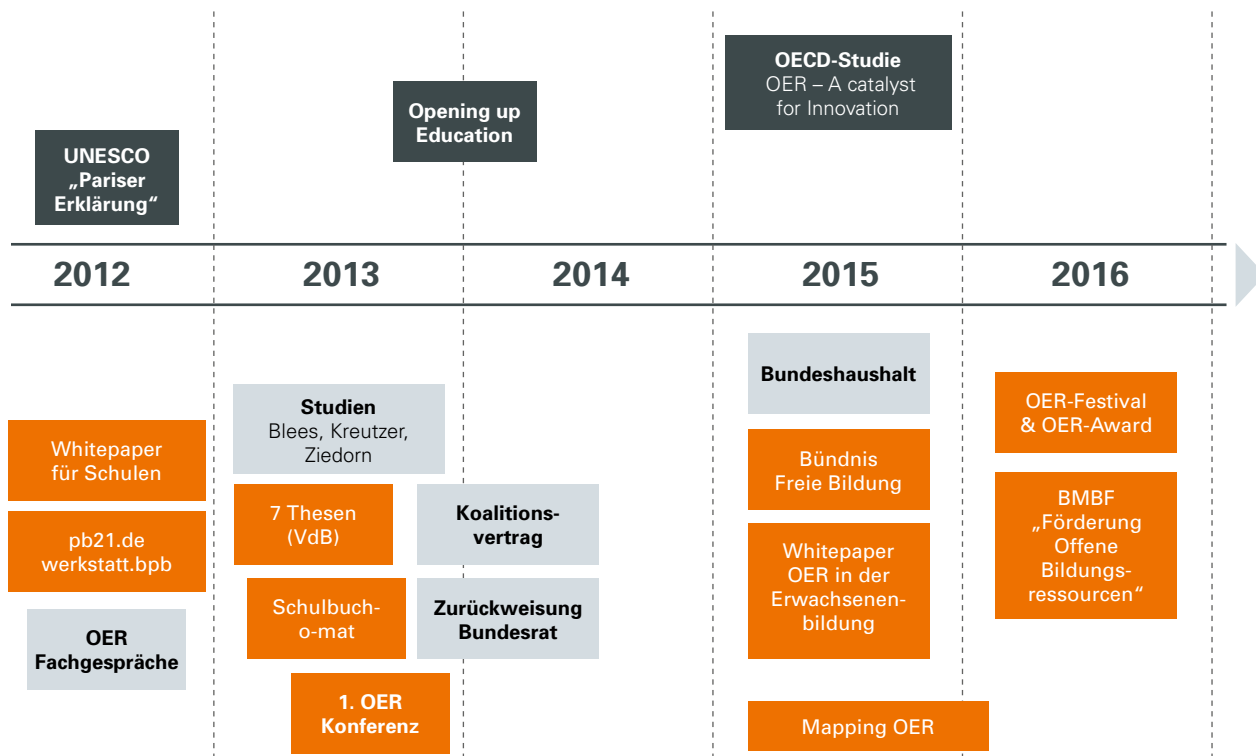 OECD-Studie
OER – A catalyst
for Innovation
Opening up
Education
UNESCO
„Pariser
Erklärung“
2012
2013
2014
2015
2016
Whitepaper
für Schulen
pb21.de
werkstatt.bpb
OER
Fachgespräche
Studien
Blees, Kreutzer,
Ziedorn
7 Thesen
(VdB)
Schulbuch-
o-mat
1. OER
Konferenz
Koalitions-
vertrag
Zurückweisung
Bundesrat
Bundeshaushalt
Bündnis
Freie Bildung
Whitepaper
OER in der
Erwachsenen-
bildung
Mapping OER
OER-Festival
& OER-Award
BMBF
„Förderung
Offene
Bildungs-
ressourcen“